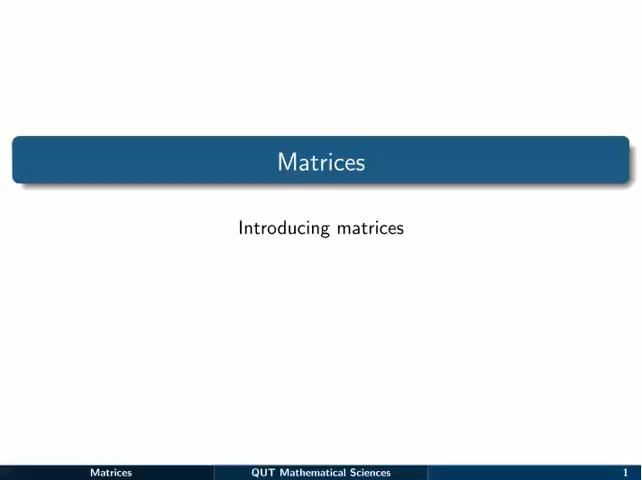 Matrices
Introducing matrices
Matrices QUT Mathematical Sciences 1